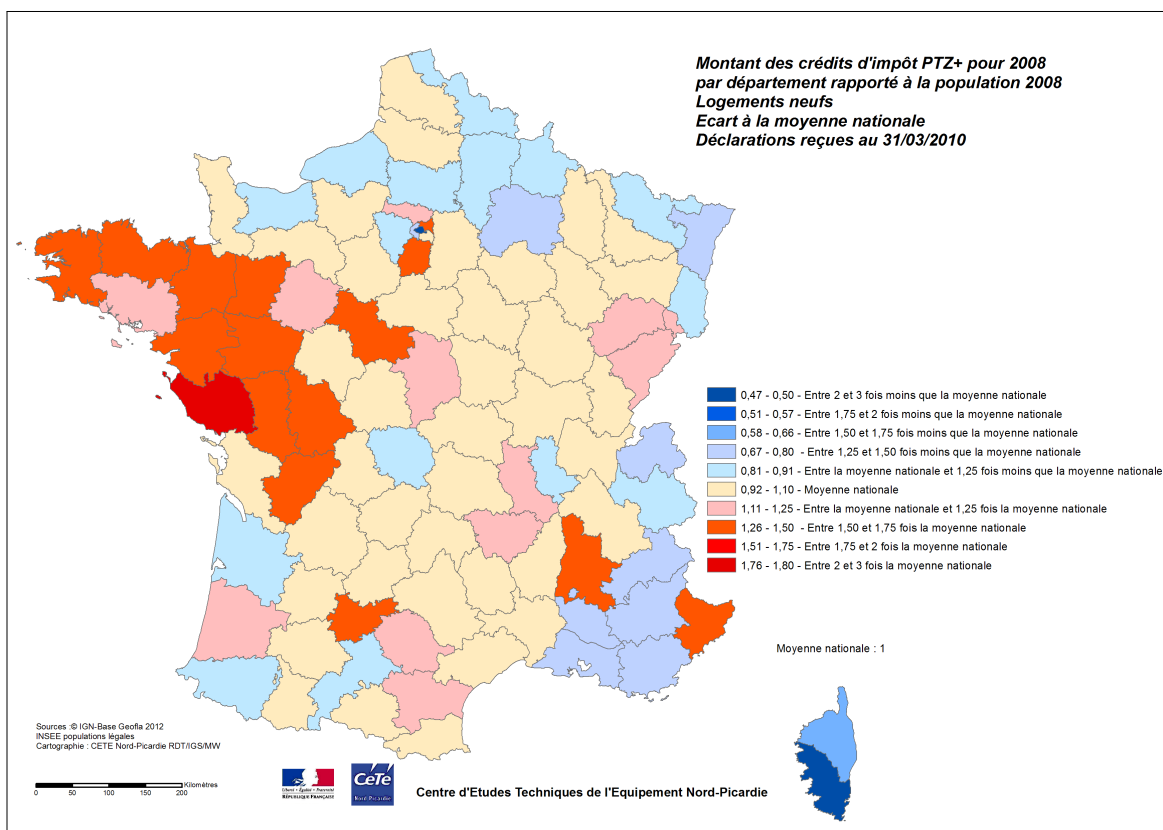 Montant des crédits d'impôt PTZ+ pour 2008
par département rapporté à la population 2008
Logements neufs
Ecart à la moyenne nationale
Déclarations reçues au 31/03/2010
0,47 - 0,50 - Entre 2 et 3 fois moins que la moyenne nationale
0,51 - 0,57 - Entre 1,75 et 2 fois moins que la moyenne nationale
0,58 - 0,66 - Entre 1,50 et 1,75 fois moins que la moyenne nationale
0,67 - 0,80 - Entre 1,25 et 1,50 fois moins que la moyenne nationale
0,81 - 0,91 - Entre la moyenne nationale et 1,25 fois moins que la moyenne nationale
0,92 - 1,10 - Moyenne nationale
1,11 - 1,25 - Entre la moyenne nationale et 1,25 fois la moyenne nationale
1,26 - 1,50 - Entre 1,50 et 1,75 fois la moyenne nationale
1,51 - 1,75 - Entre 1,75 et 2 fois la moyenne nationale
1,76 - 1,80 - Entre 2 et 3 fois la moyenne nationale
Moyenne nationale : 1
Sources :© IGN-Base Geofla 2012
INSEE populations légales
Cartographie : CETE Nord-Picardie RDT/IGS/MW
Kilomètres
0 50 100 150 200
Liberté • Égalité • Fraternité
RÉPUBLIQUE FRANÇAISE
CeTe
Nord-Picardie
Centre d'Etudes Techniques de l'Equipement Nord-Picardie